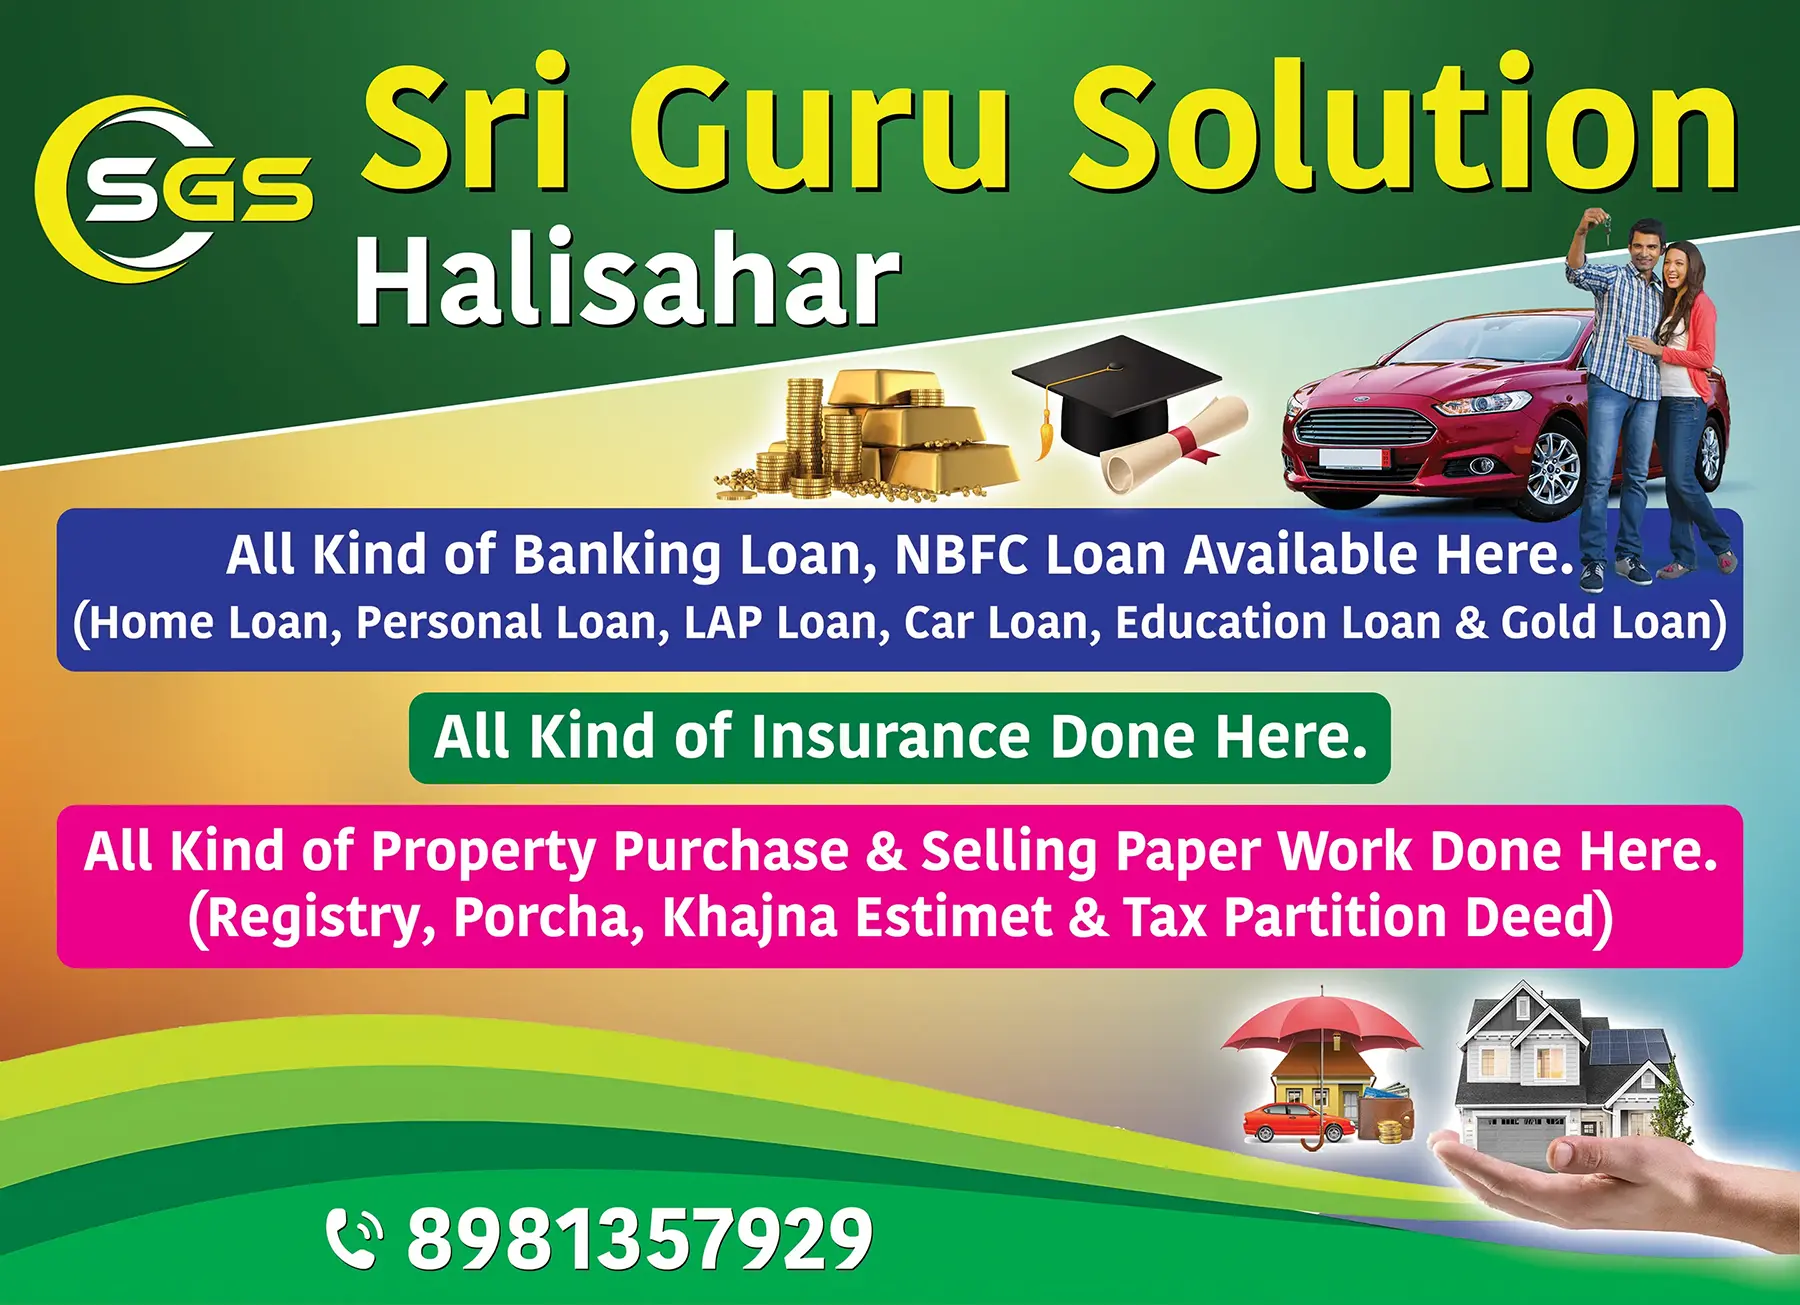 SGS
Sri Guru Solution
Halisahar
All Kind of Banking Loan, NBFC Loan Available Here.
(Home Loan, Personal Loan, LAP Loan, Car Loan, Education Loan & Gold Loan)
All Kind of Insurance Done Here.
All Kind of Property Purchase & Selling Paper Work Done Here.
(Registry, Porcha, Khajna Estimet & Tax Partition Deed)
8981357929